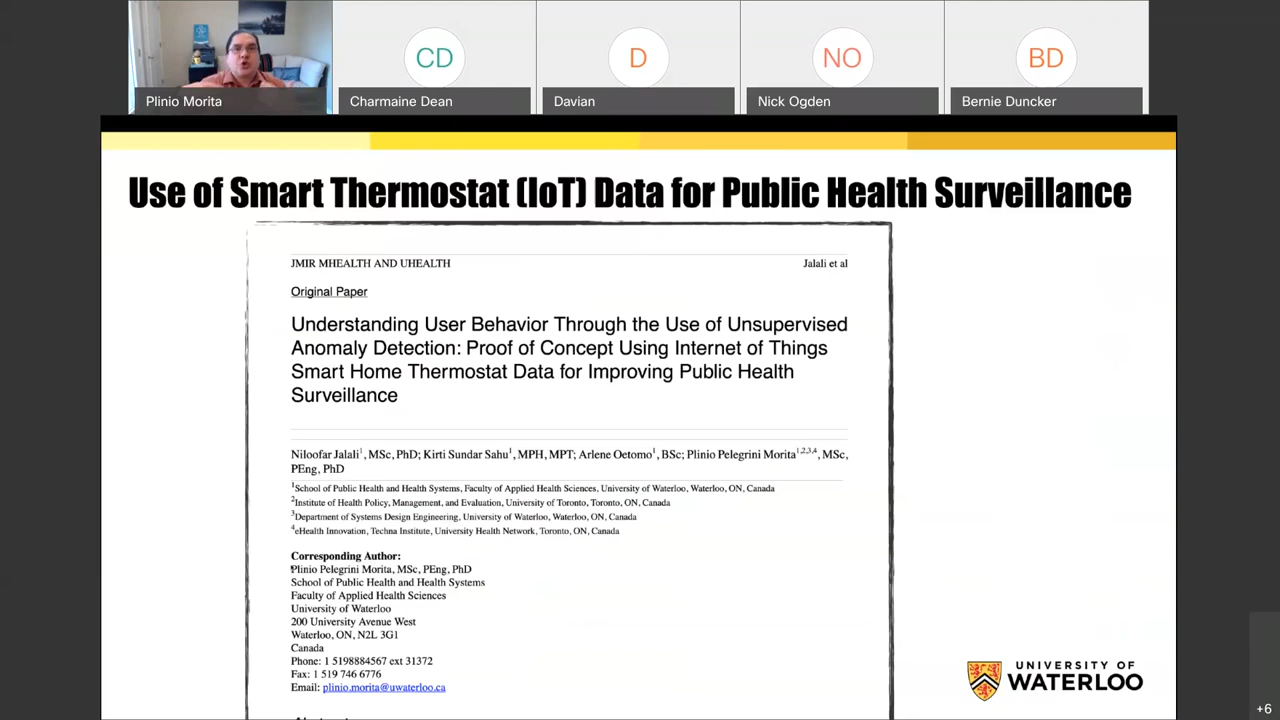 Plinio Morita
CD
Charmaine Dean
D
Davian
NO
Nick Ogden
BD
Bernie Duncker
Use of Smart Thermostat (IoT) Data for Public Health Surveillance
JMIR MHEALTH AND UHEALTH
Jalali et al
Original Paper
Understanding User Behavior Through the Use of Unsupervised
Anomaly Detection: Proof of Concept Using Internet of Things
Smart Home Thermostat Data for Improving Public Health
Surveillance
Niloofar Jalali1, MSc, PhD; Kirti Sundar Sahu1, MPH, MPT; Arlene Oetomo1, BSc; Plinio Pelegrini Morita1,2,3,4, MSc,
PEng, PhD
1School of Public Health and Health Systems, Faculty of Applied Health Sciences, University of Waterloo, Waterloo, ON, Canada
2Institute of Health Policy, Management, and Evaluation, University of Toronto, Toronto, ON, Canada
3Department of Systems Design Engineering, University of Waterloo, Waterloo, ON, Canada
4eHealth Innovation, Techna Institute, University Health Network, Toronto, ON, Canada
Corresponding Author:
Plinio Pelegrini Morita, MSc, PEng, PhD
School of Public Health and Health Systems
Faculty of Applied Health Sciences
University of Waterloo
200 University Avenue West
Waterloo, ON, N2L 3G1
Canada
Phone: 1 5198884567 ext 31372
Fax: 1 519 746 6776
Email: plinio.morita@uwaterloo.ca
UNIVERSITY OF
WATERLOO
+6